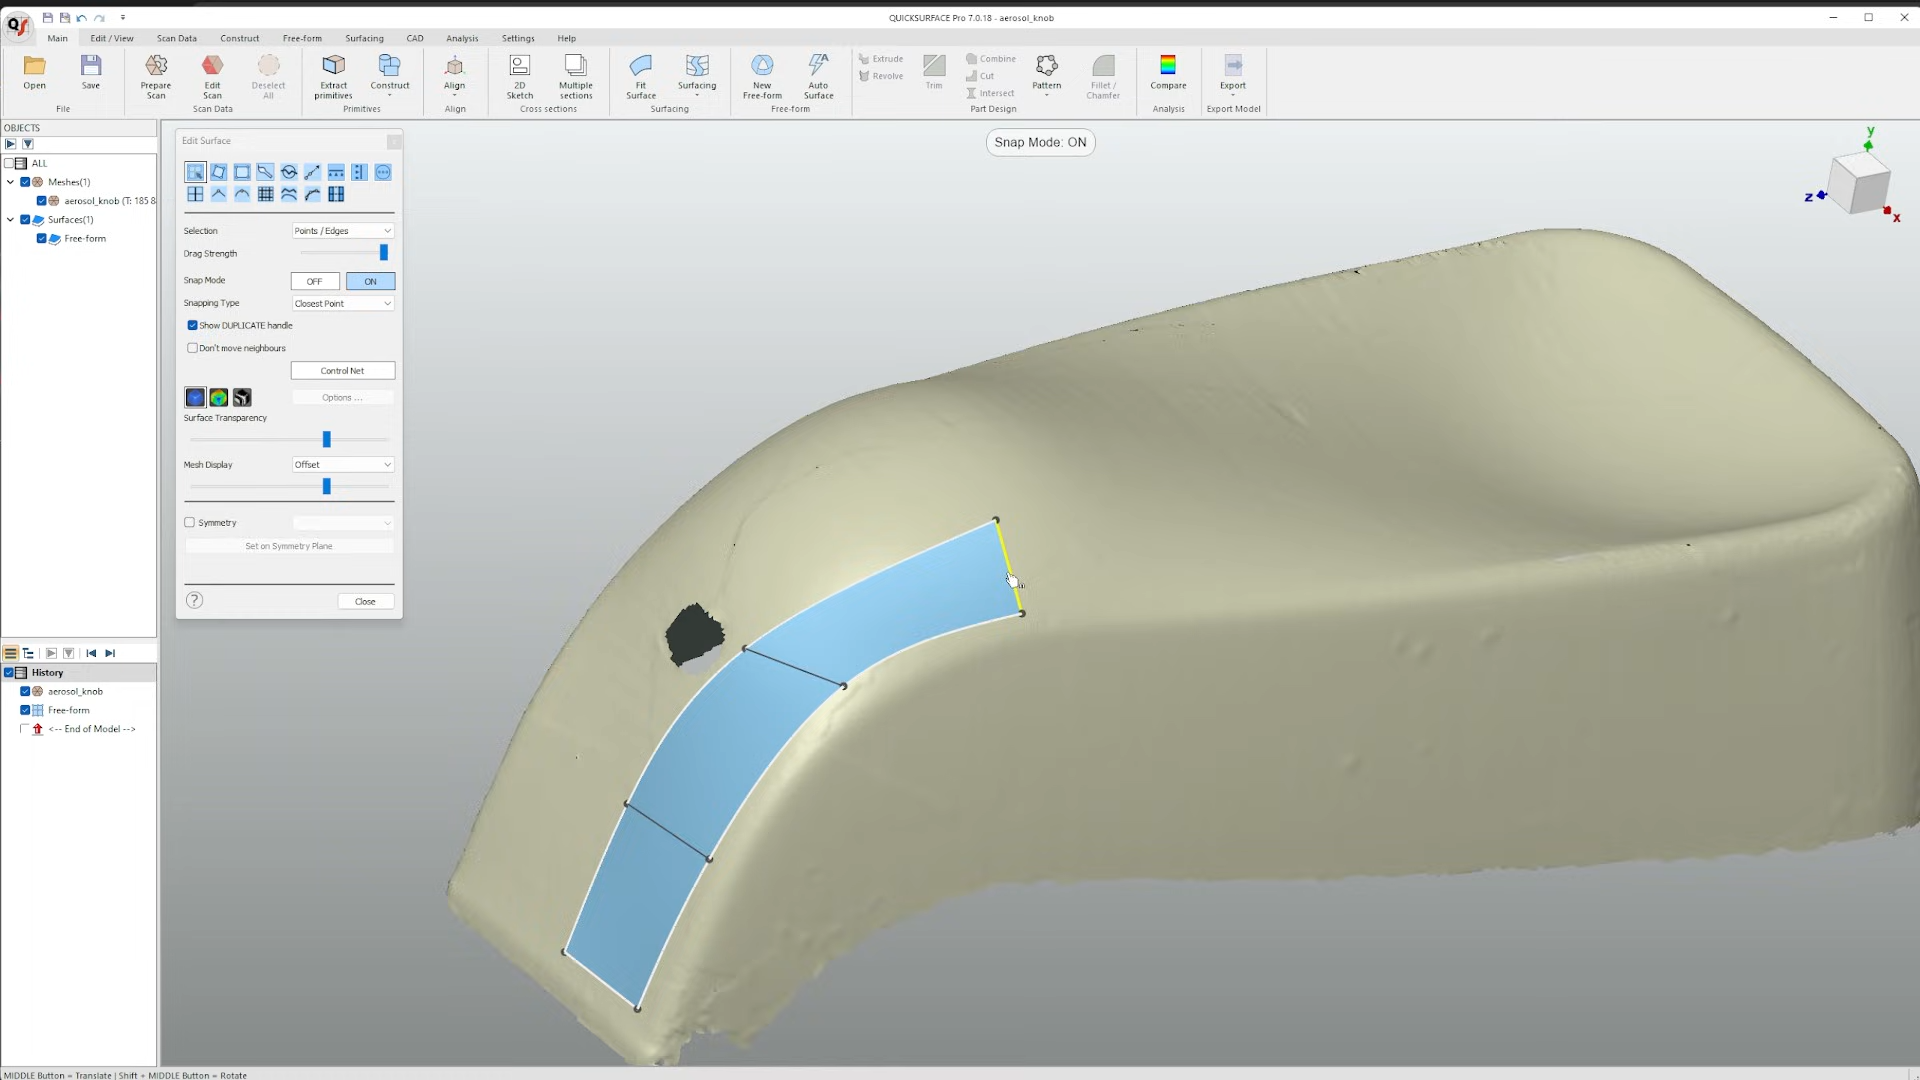 QUICKSURFACE Pro 7.0.18 - aerosol_knob
Main Edit / View Scan Data Construct Free-form Surfacing CAD Analysis Settings Help
Open
Save
File
Prepare Scan
Edit Scan
Deselect All
Scan Data
Extract primitives
Construct
Primitives
Align
Align
2D Sketch
Multiple sections
Cross sections
Fit Surface
Surfacing
Surfacing
New Free-form
Auto Surface
Free-form
Extrude
Revolve
Trim
Combine
Cut
Intersect
Pattern
Fillet / Chamfer
Part Design
Compare
Analysis
Export
Export Model
OBJECTS
ALL
Meshes(1)
aerosol_knob (T: 185 8
Surfaces(1)
Free-form
History
aerosol_knob
Free-form
<-- End of Model -->
Edit Surface
Selection Points / Edges
Drag Strength
Snap Mode OFF ON
Snapping Type Closest Point
Show DUPLICATE handle
Don't move neighbours
Control Net
Options ...
Surface Transparency
Mesh Display Offset
Symmetry
Set on Symmetry Plane
? Close
Snap Mode: ON
y
z
x
MIDDLE Button = Translate | Shift + MIDDLE Button = Rotate